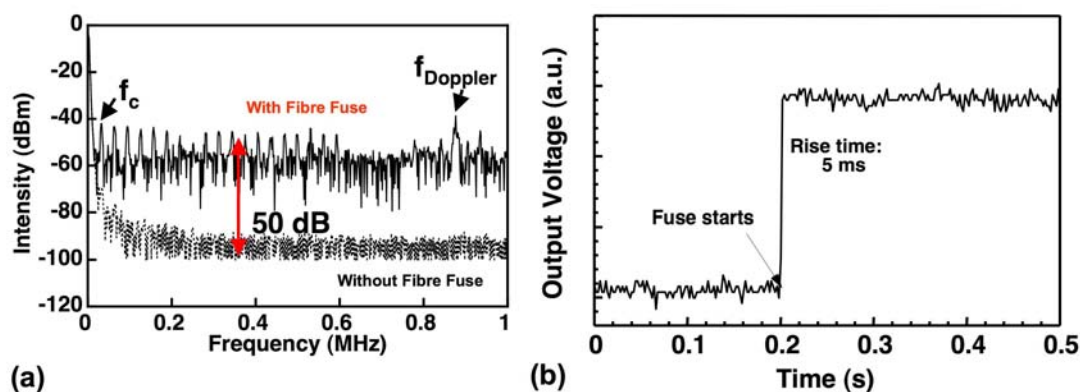 0
-20
-40
-60
-80
-100
-120
Intensity (dBm)
fc
fDoppler
With Fibre Fuse
50 dB
Without Fibre Fuse
0 0.2 0.4 0.6 0.8 1
Frequency (MHz)
(a)
Output Voltage (a.u.)
Rise time:
5 ms
Fuse starts
0 0.1 0.2 0.3 0.4 0.5
Time (s)
(b)